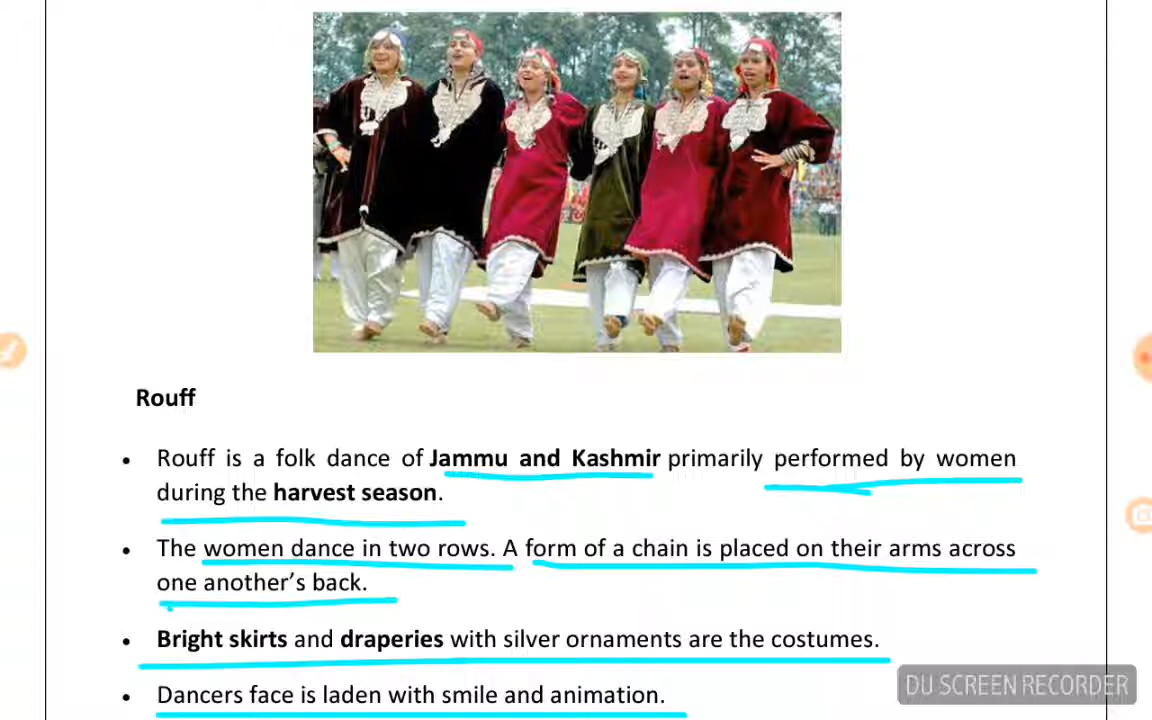 Rouff
• Rouff is a folk dance of Jammu and Kashmir primarily performed by women
during the harvest season.
• The women dance in two rows. A form of a chain is placed on their arms across
one another’s back.
• Bright skirts and draperies with silver ornaments are the costumes.
• Dancers face is laden with smile and animation.
DU SCREEN RECORDER